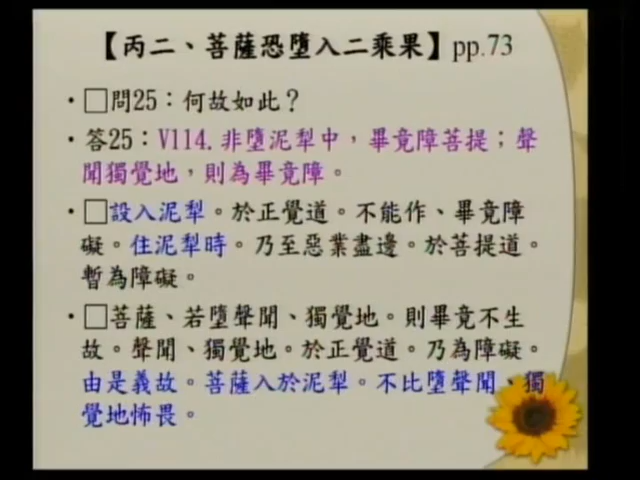 【丙二、菩薩恐墮入二乘果】pp.73
•□問25：何故如此？
•答25：V114.非墮泥犁中，畢竟障菩提；聲
聞獨覺地，則為畢竟障。
•□設入泥犁。於正覺道。不能作、畢竟障
礙。住泥犁時。乃至惡業盡邊。於菩提道。
暫為障礙。
•□菩薩、若墮聲聞、獨覺地。則畢竟不生
故。聲聞、獨覺地。於正覺道。乃為障礙。
由是義故。菩薩入於泥犁。不比墮聲聞、獨
覺地怖畏。